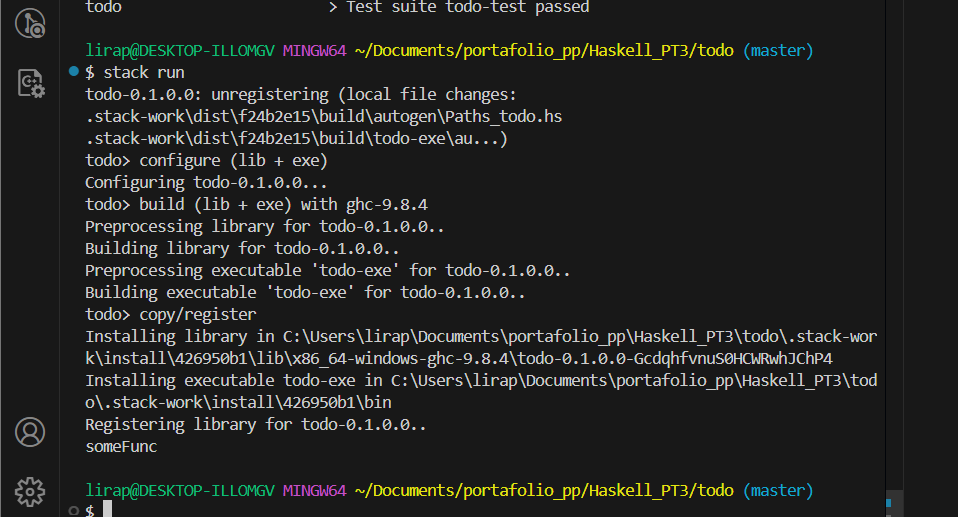 todo                       > Test suite todo-test passed
lirap@DESKTOP-ILLOMGV MINGW64 ~/Documents/portafolio_pp/Haskell_PT3/todo (master)
$ stack run
todo-0.1.0.0: unregistering (local file changes:
.stack-work\dist\f24b2e15\build\autogen\Paths_todo.hs
.stack-work\dist\f24b2e15\build\todo-exe\au...)
todo> configure (lib + exe)
Configuring todo-0.1.0.0...
todo> build (lib + exe) with ghc-9.8.4
Preprocessing library for todo-0.1.0.0..
Building library for todo-0.1.0.0..
Preprocessing executable 'todo-exe' for todo-0.1.0.0..
Building executable 'todo-exe' for todo-0.1.0.0..
todo> copy/register
Installing library in C:\Users\lirap\Documents\portafolio_pp\Haskell_PT3\todo\.stack-wor
k\install\426950b1\lib\x86_64-windows-ghc-9.8.4\todo-0.1.0.0-GcdqhfvnuS0HCWRwhJChP4
Installing executable todo-exe in C:\Users\lirap\Documents\portafolio_pp\Haskell_PT3\tod
o\.stack-work\install\426950b1\bin
Registering library for todo-0.1.0.0..
someFunc
lirap@DESKTOP-ILLOMGV MINGW64 ~/Documents/portafolio_pp/Haskell_PT3/todo (master)
$